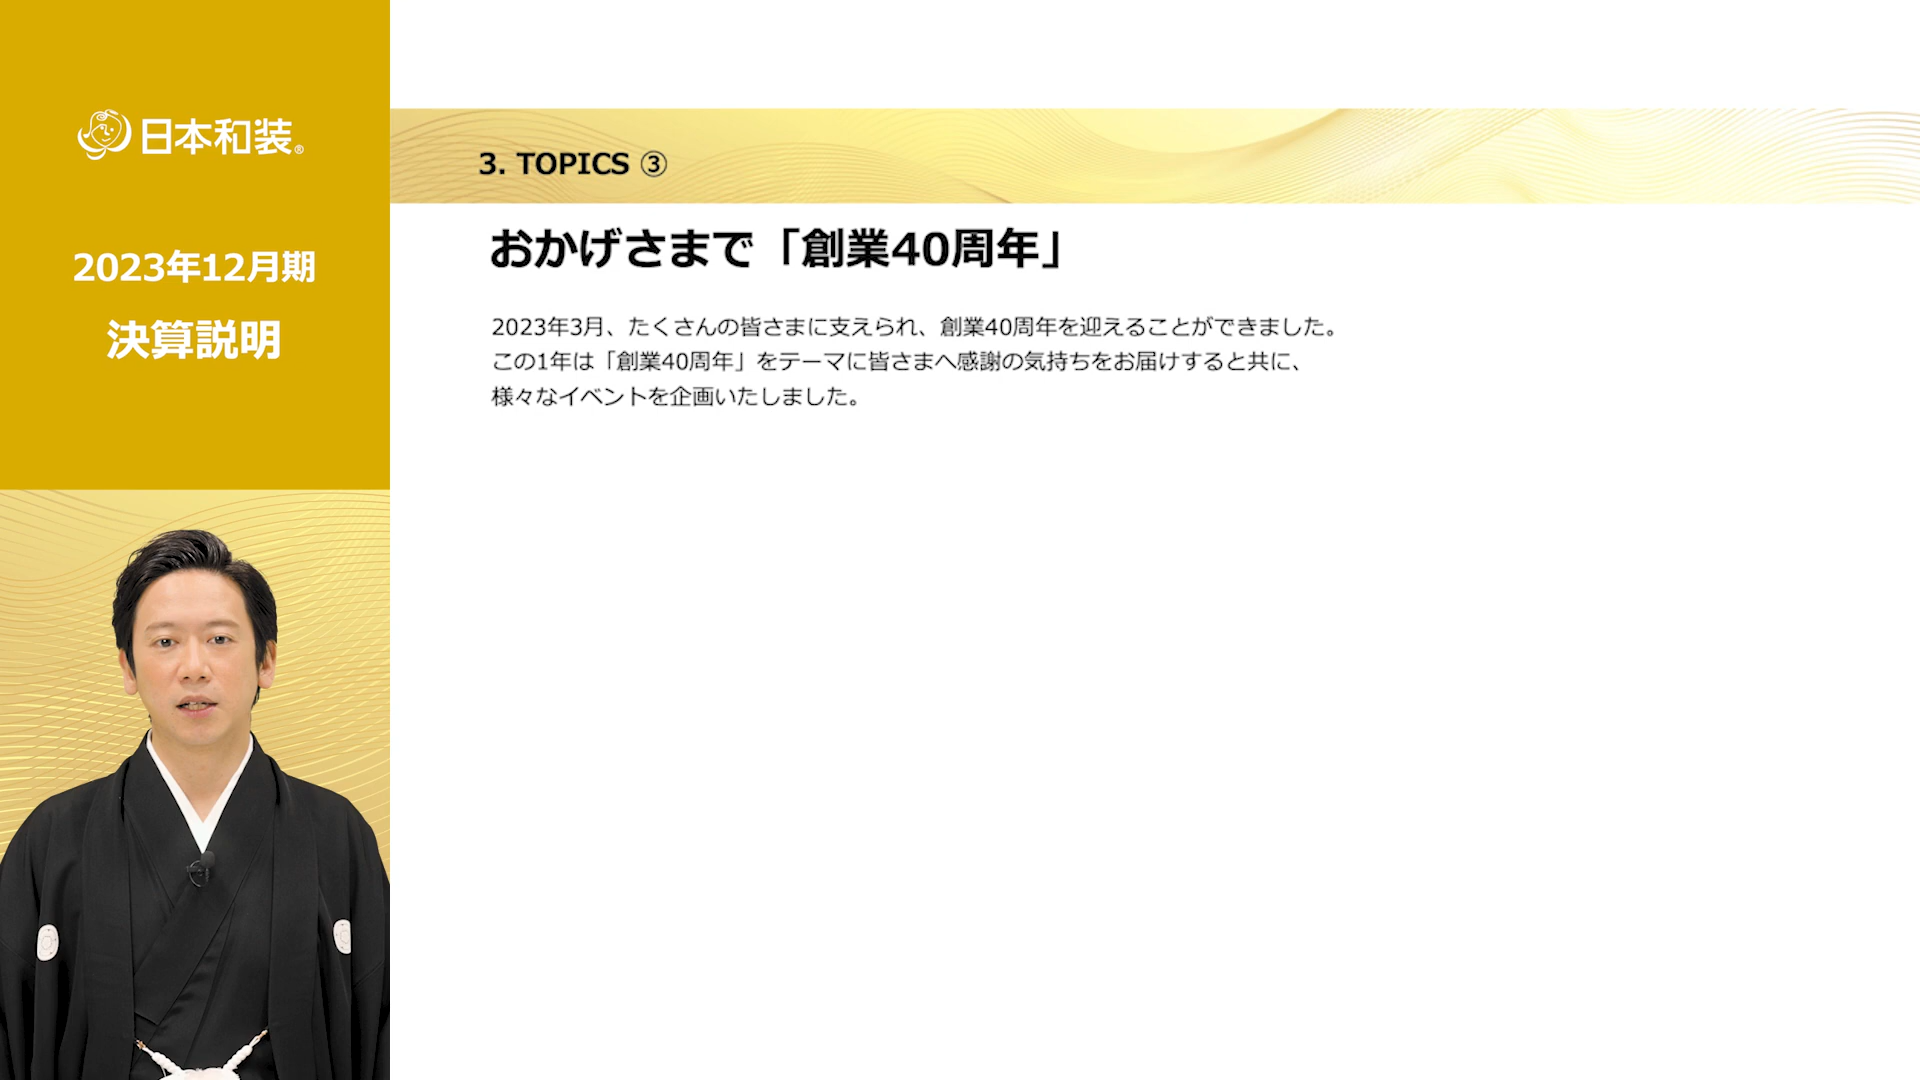 日本和装®
2023年12月期
決算説明
3. TOPICS ③
おかげさまで「創業40周年」
2023年3月、たくさんの皆さまに支えられ、創業40周年を迎えることができました。
この1年は「創業40周年」をテーマに皆さまへ感謝の気持ちをお届けすると共に、
様々なイベントを企画いたしました。